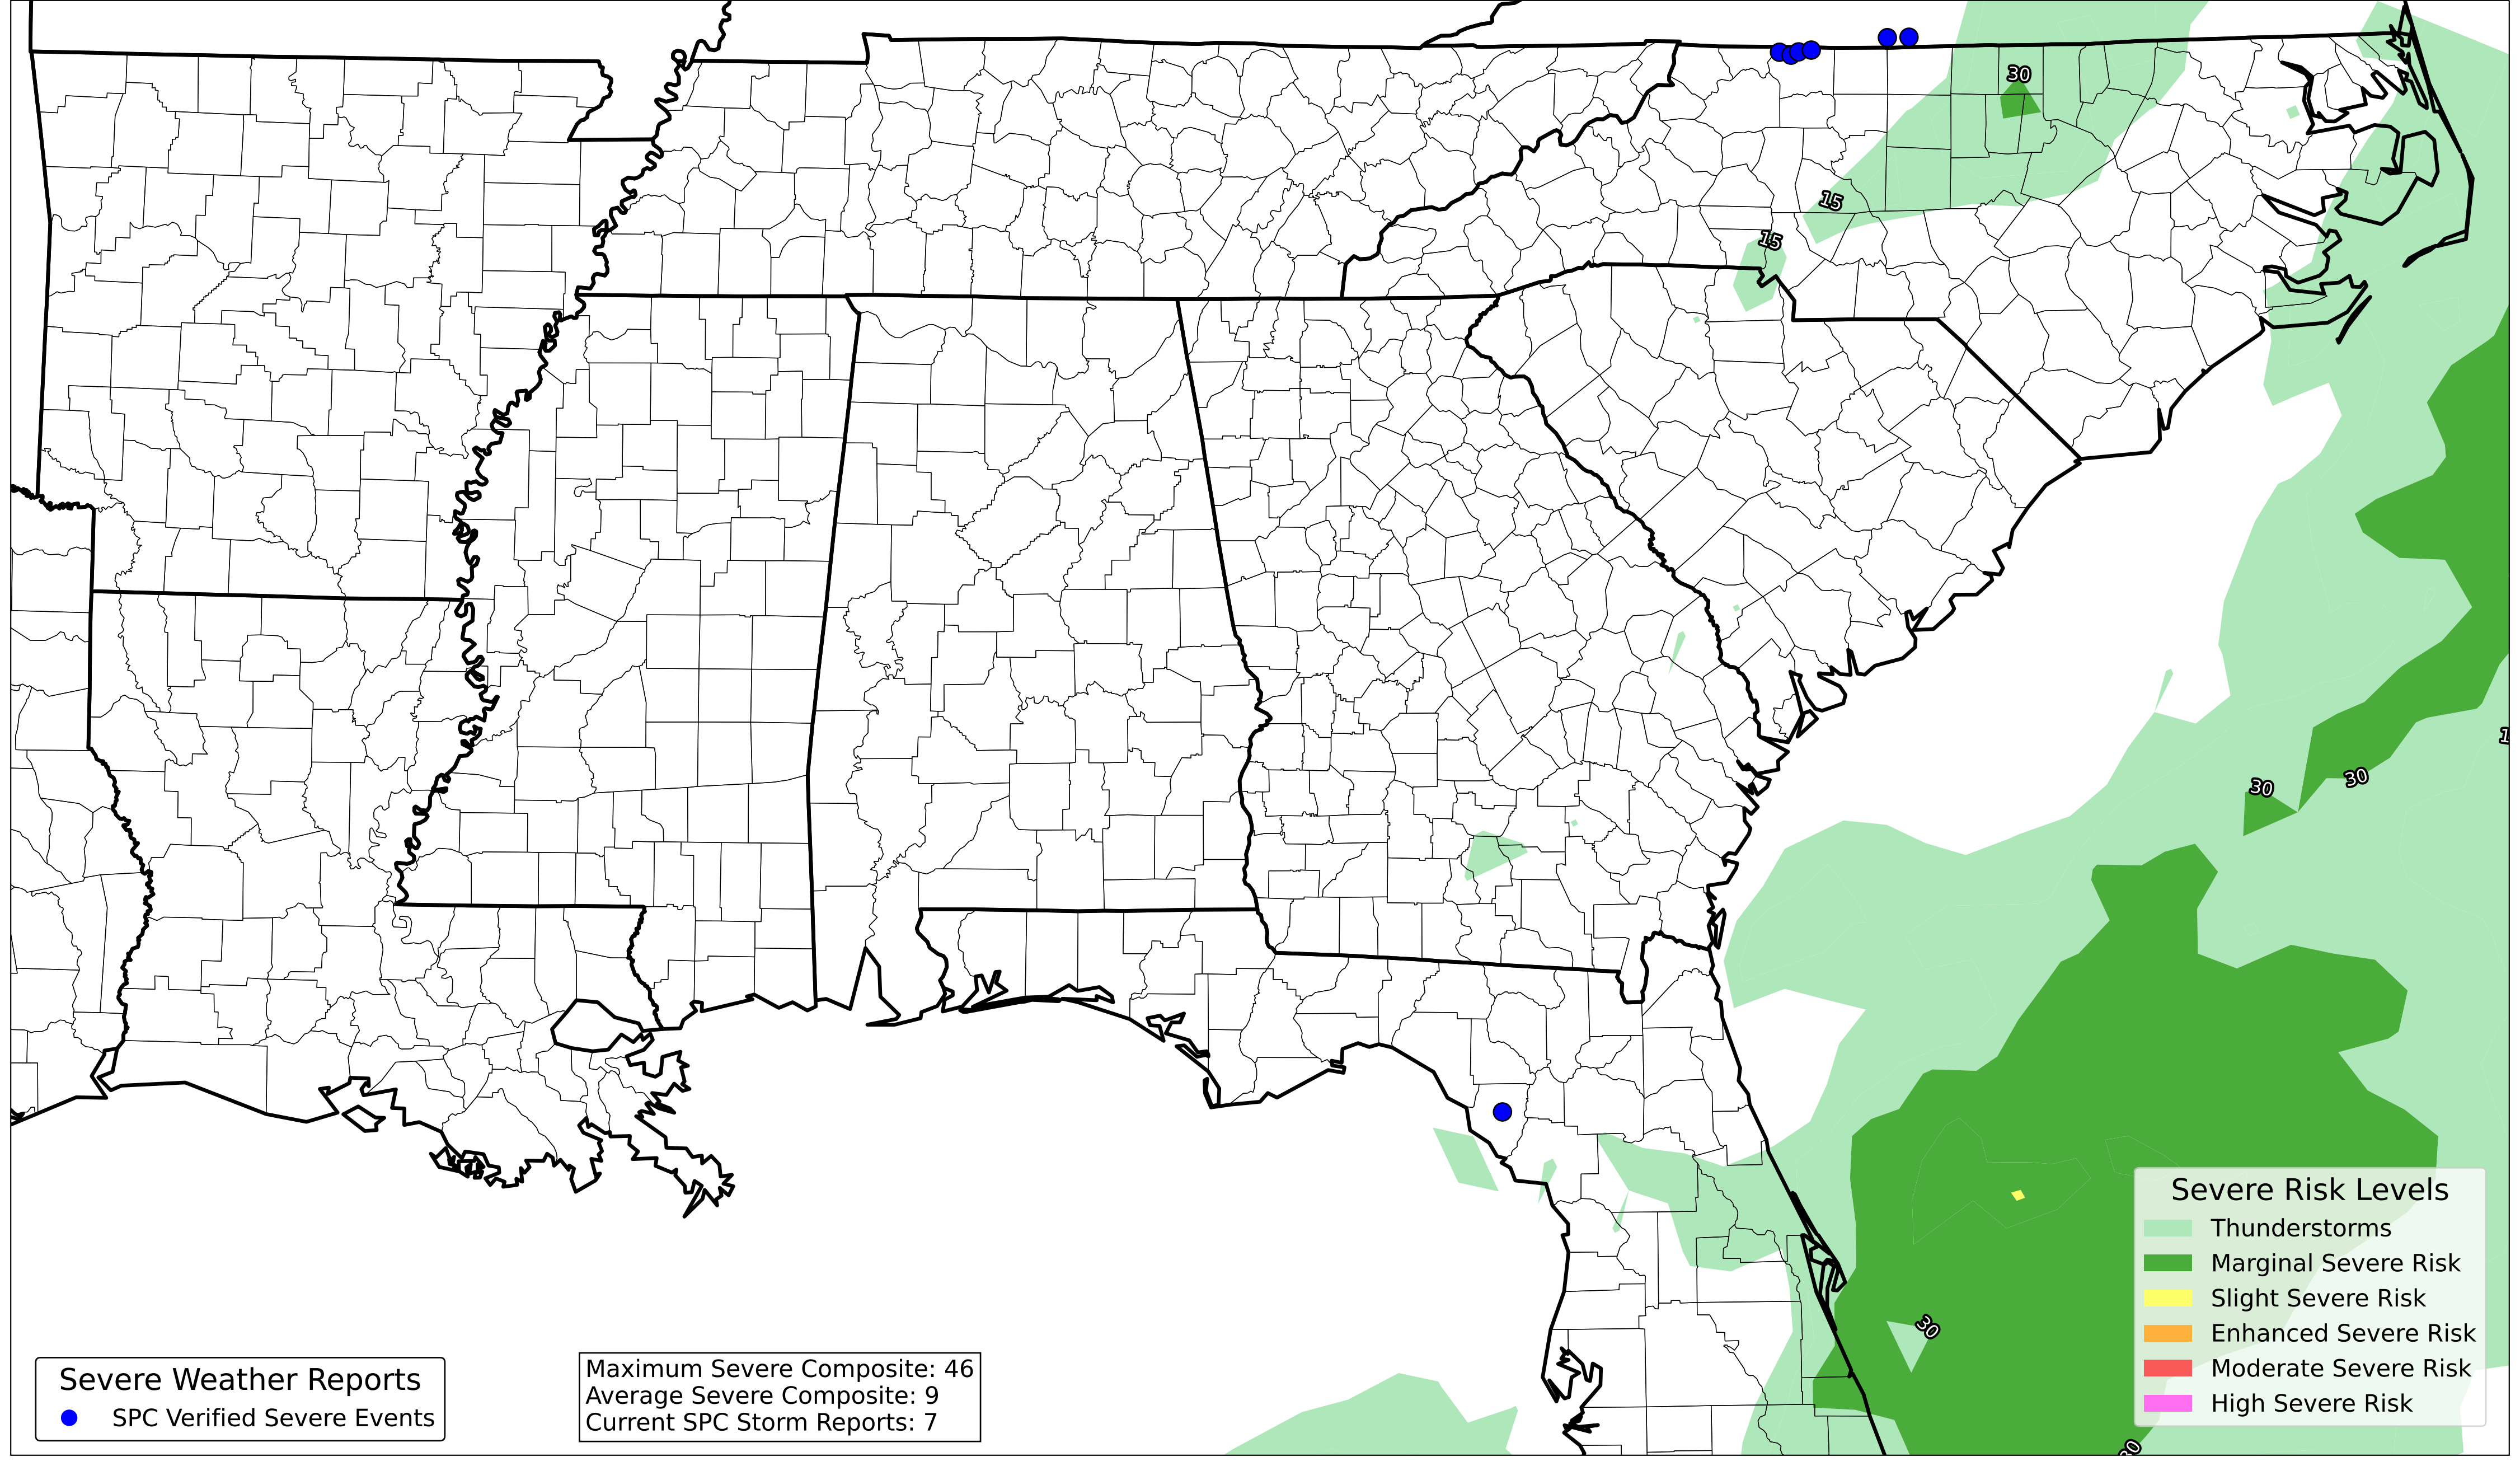 30
15
15
1
30
30
30
30
Severe Risk Levels
Thunderstorms
Marginal Severe Risk
Slight Severe Risk
Enhanced Severe Risk
Moderate Severe Risk
High Severe Risk
Severe Weather Reports
SPC Verified Severe Events
Maximum Severe Composite: 46
Average Severe Composite: 9
Current SPC Storm Reports: 7